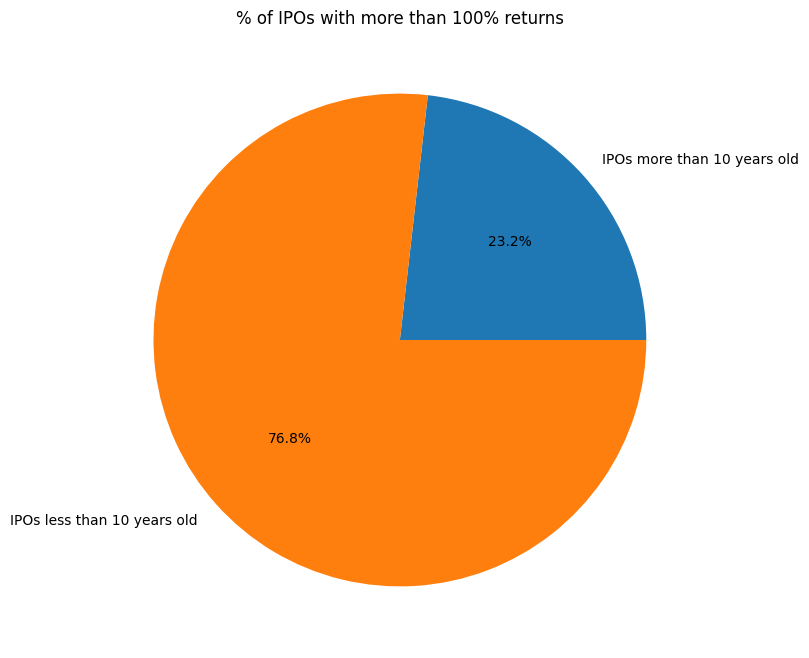 % of IPOs with more than 100% returns
IPOs more than 10 years old
23.2%
76.8%
IPOs less than 10 years old